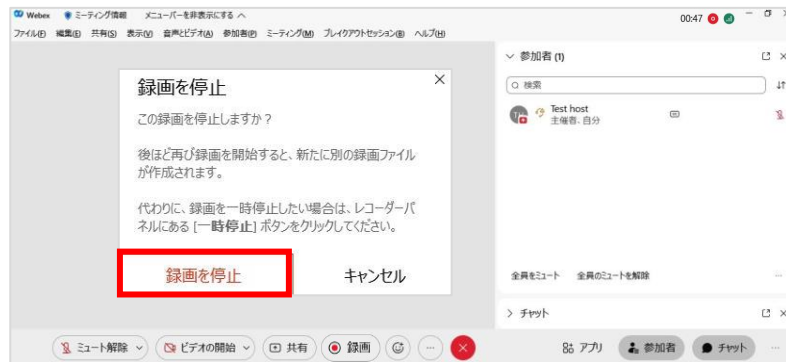 Webex ミーティング情報 メニューバーを非表示にする 00:47
ファイル(F) 編集(E) 共有(S) 表示(V) 音声とビデオ(A) 参加者(P) ミーティング(M) ブレイクアウトセッション(B) ヘルプ(H)
録画を停止
この録画を停止しますか？
後ほど再び録画を開始すると、新たに別の録画ファイル
が作成されます。
代わりに、録画を一時停止したい場合は、レコーダーパ
ネルにある [一時停止] ボタンをクリックしてください。
録画を停止 キャンセル
参加者 (1)
検索
Test host
主催者、自分
全員をミュート 全員のミュートを解除
チャット
ミュート解除 ビデオの開始 共有 録画 アプリ 参加者 チャット